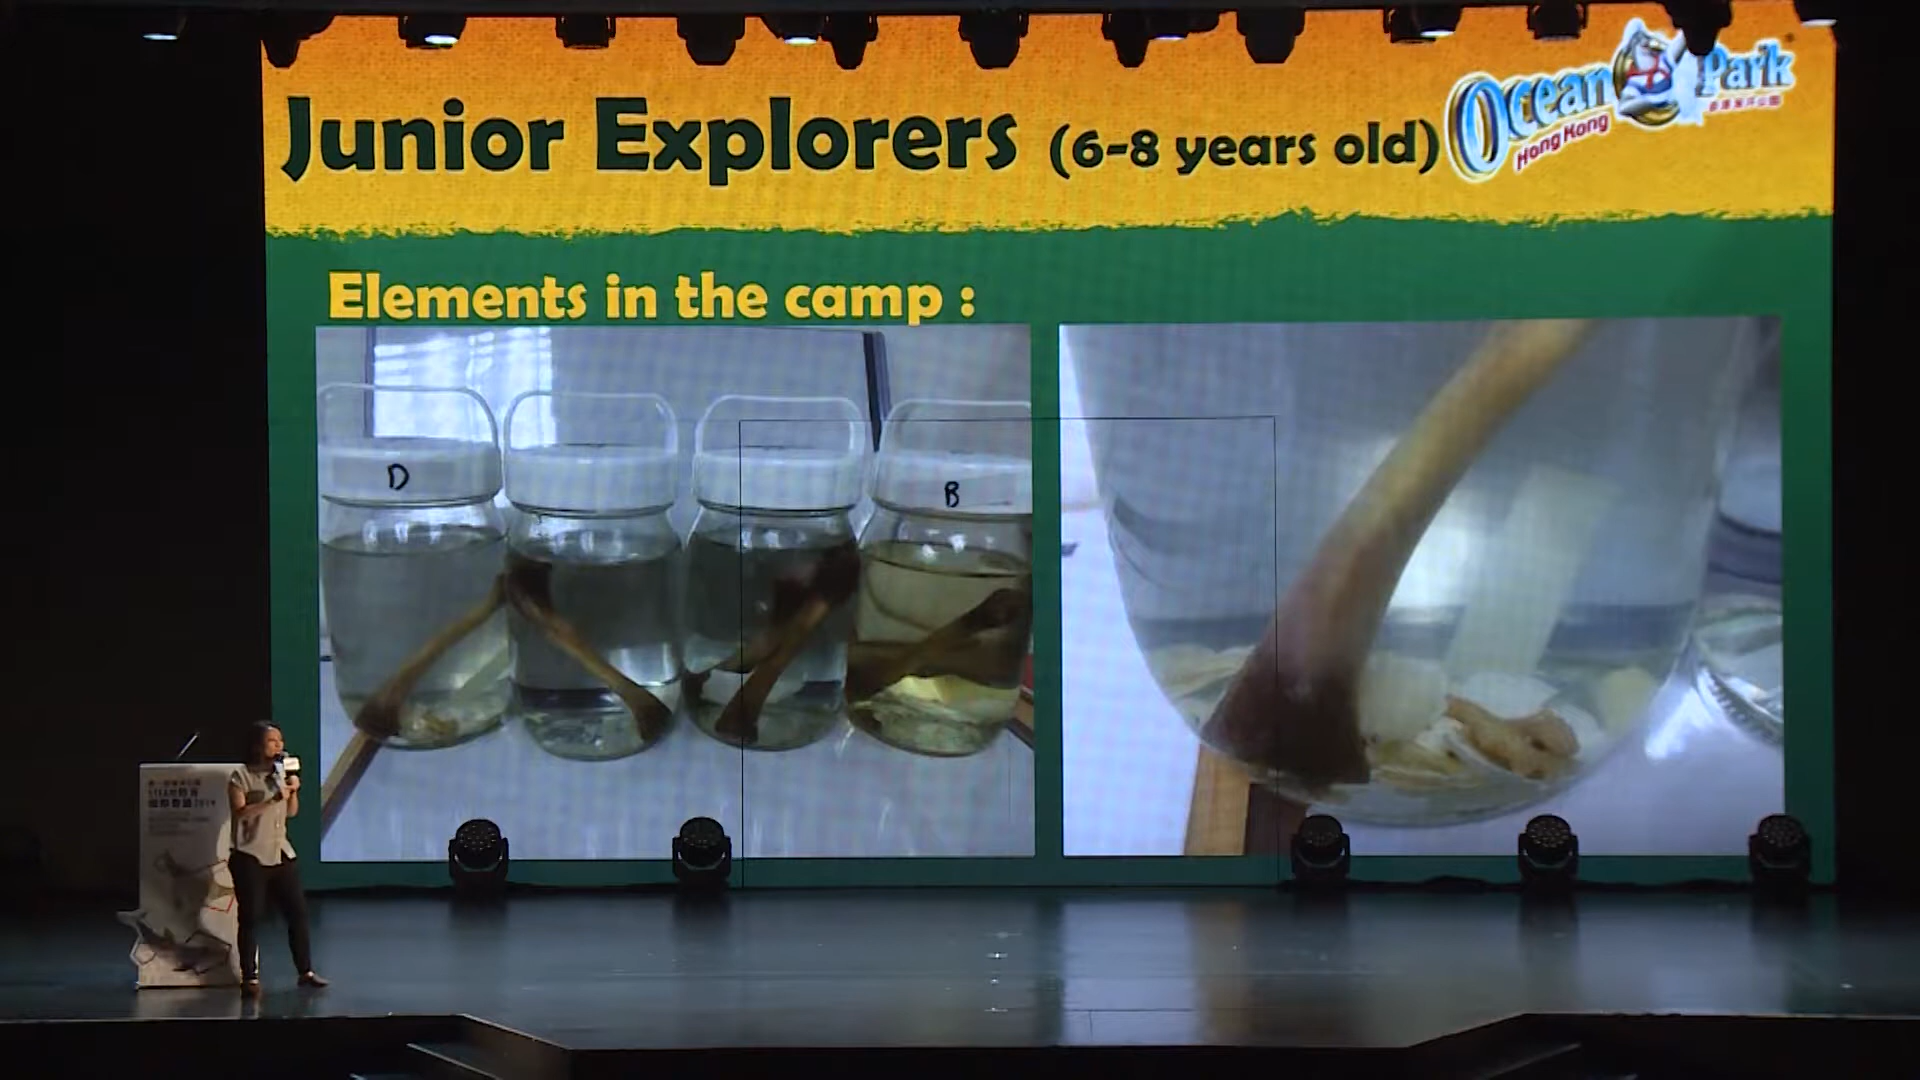 Junior Explorers (6-8 years old)
Ocean Park
Hong Kong
Elements in the camp :
D
B